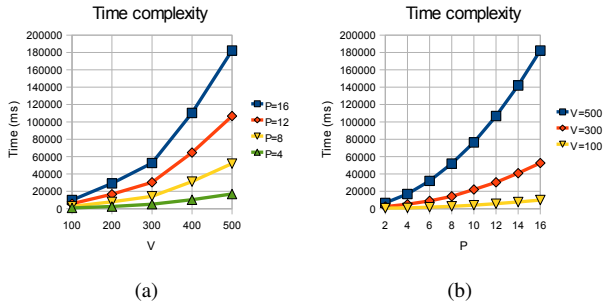 Time complexity
200000
180000
160000
140000
120000
100000
80000
60000
40000
20000
0
Time (ms)
100 200 300 400 500
V
P=16
P=12
P=8
P=4
(a)
Time complexity
200000
180000
160000
140000
120000
100000
80000
60000
40000
20000
0
Time (ms)
2 4 6 8 10 12 14 16
P
V=500
V=300
V=100
(b)